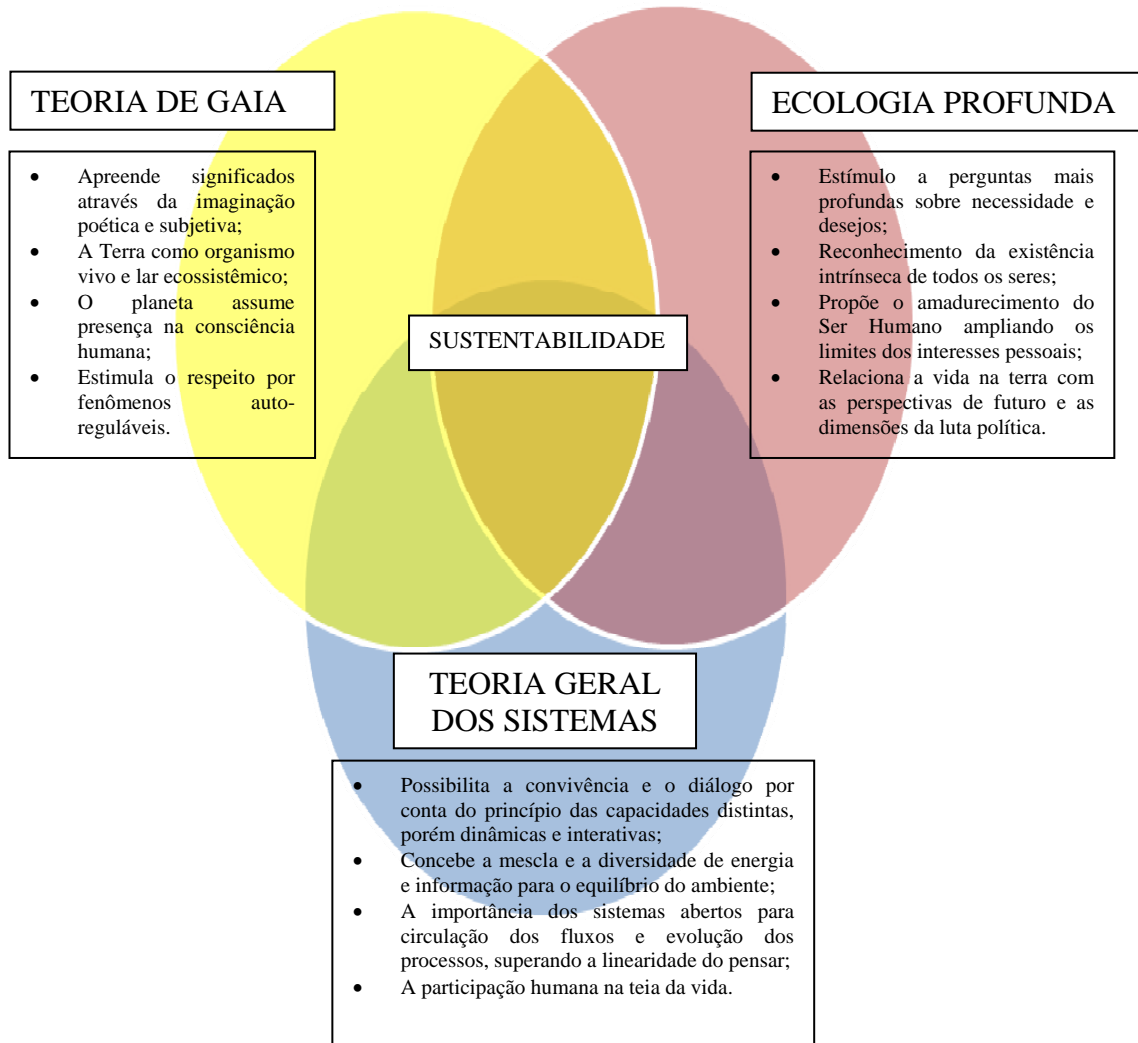 TEORIA DE GAIA
• Apreende significados
através da imaginação
poética e subjetiva;
• A Terra como organismo
vivo e lar ecossistêmico;
• O planeta assume
presença na consciência
humana;
• Estimula o respeito por
fenômenos auto-
reguláveis.
ECOLOGIA PROFUNDA
• Estímulo a perguntas mais
profundas sobre necessidade e
desejos;
• Reconhecimento da existência
intrínseca de todos os seres;
• Propõe o amadurecimento do
Ser Humano ampliando os
limites dos interesses pessoais;
• Relaciona a vida na terra com
as perspectivas de futuro e as
dimensões da luta política.
SUSTENTABILIDADE
TEORIA GERAL
DOS SISTEMAS
• Possibilita a convivência e o diálogo por
conta do princípio das capacidades distintas,
porém dinâmicas e interativas;
• Concebe a mescla e a diversidade de energia
e informação para o equilíbrio do ambiente;
• A importância dos sistemas abertos para
circulação dos fluxos e evolução dos
processos, superando a linearidade do pensar;
• A participação humana na teia da vida.